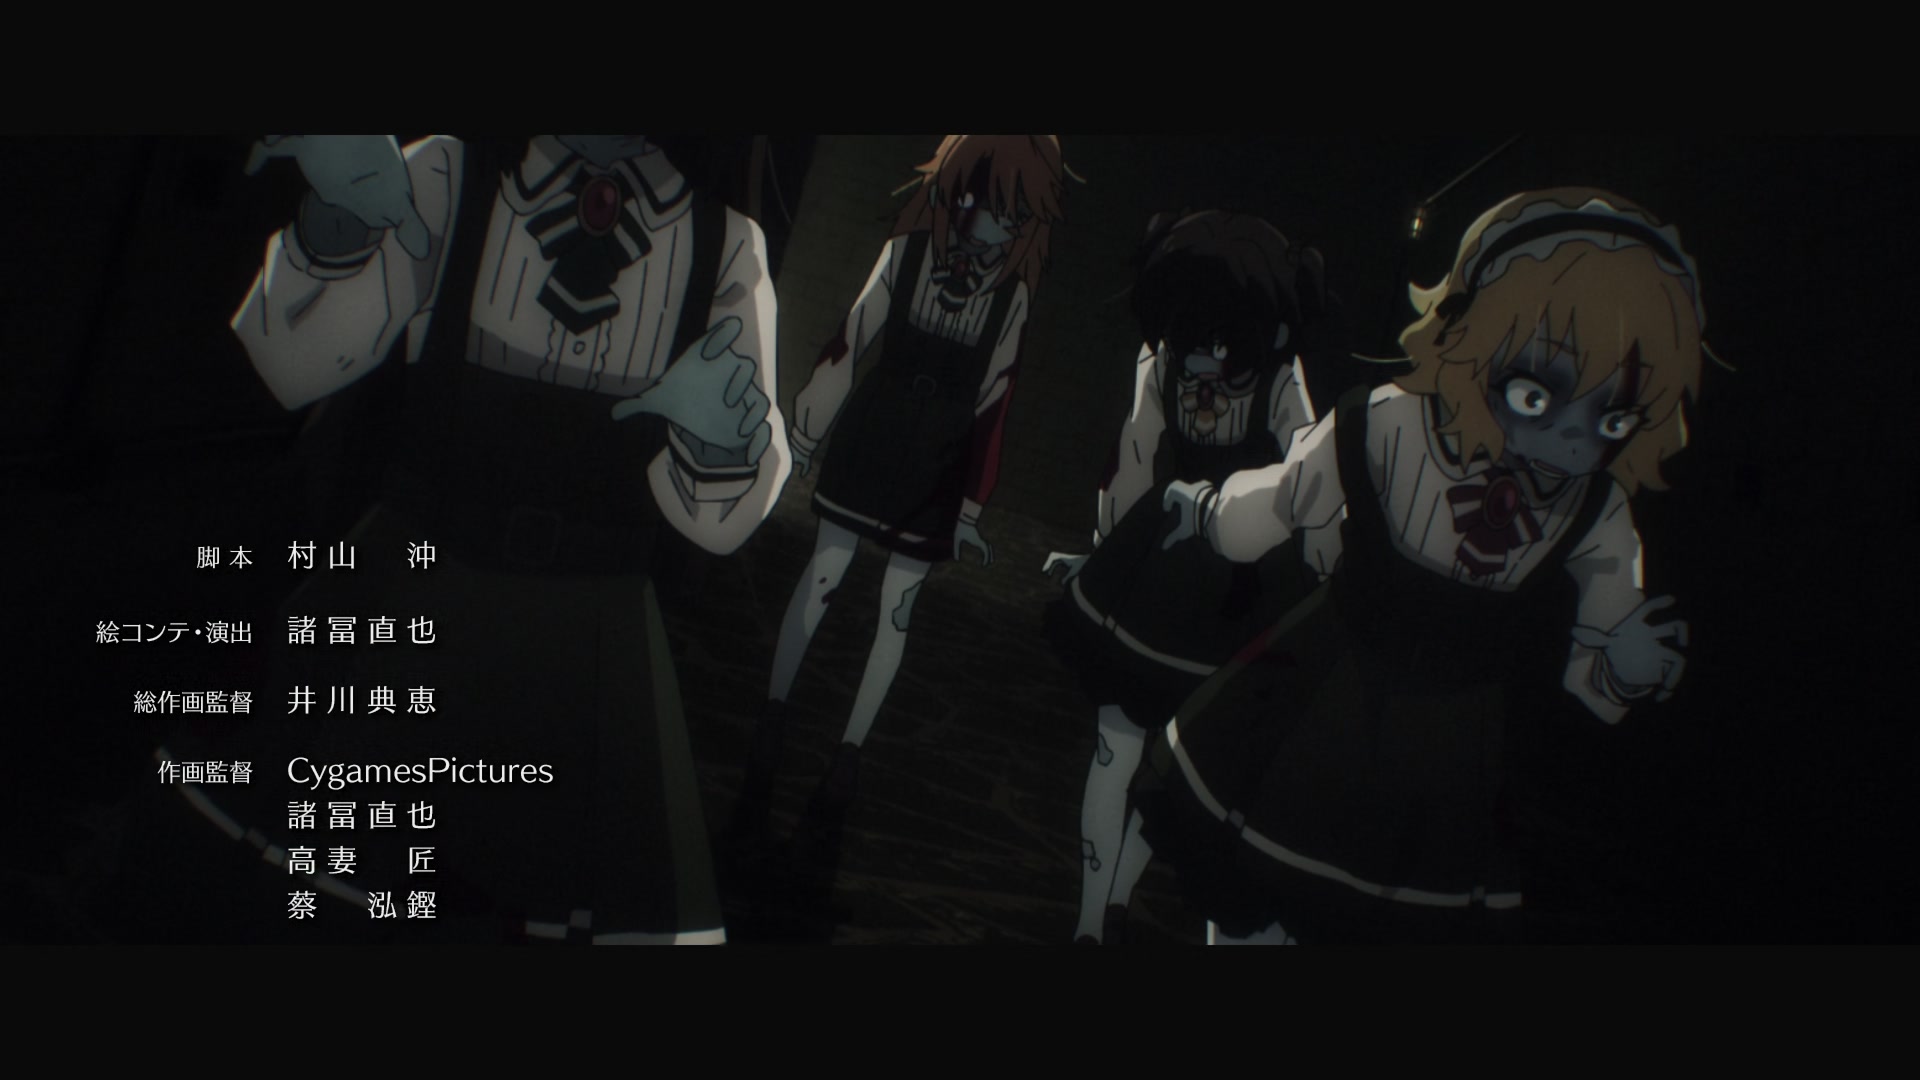 脚本 村山 沖
絵コンテ・演出 諸冨直也
総作画監督 井川典恵
作画監督 CygamesPictures
諸冨直也
高妻 匠
蔡 泓鏗